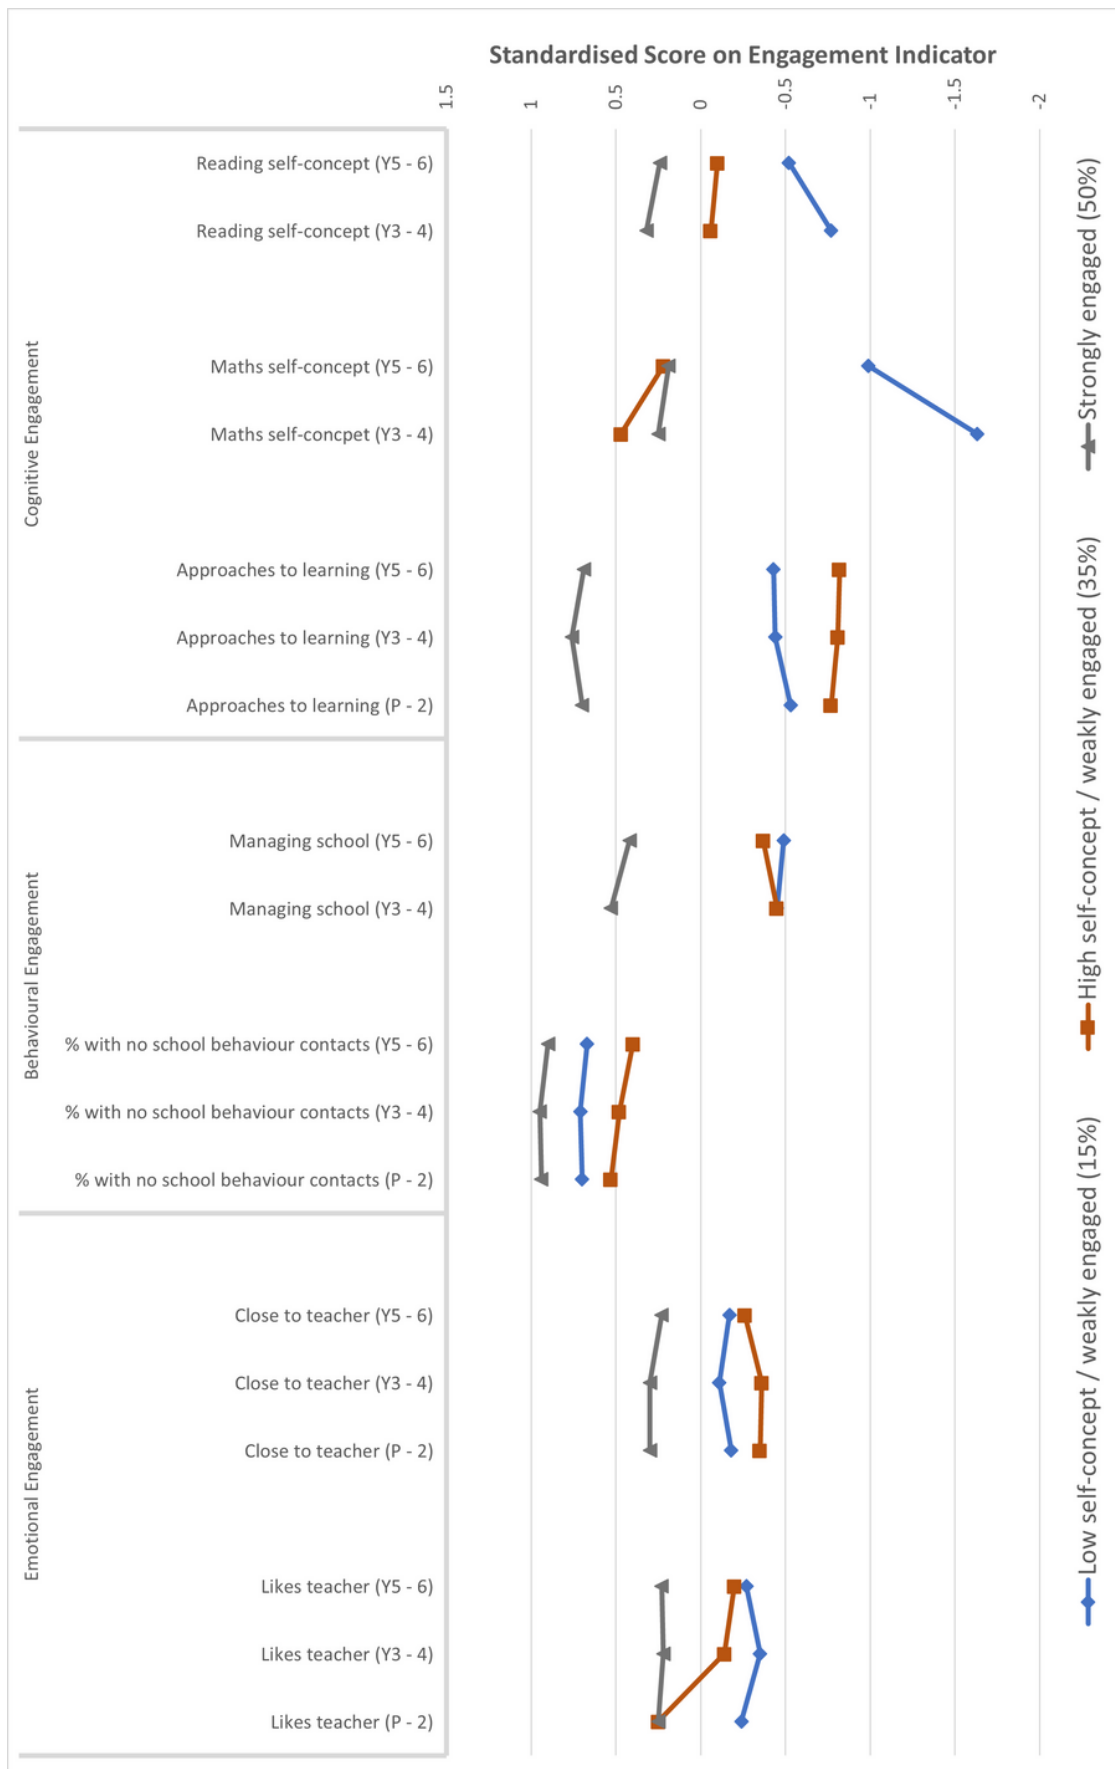 Standardised Score on Engagement Indicator
1.5
1
0.5
0
-0.5
-1
-1.5
-2
Cognitive Engagement
Reading self-concept (Y5 - 6)
Reading self-concept (Y3 - 4)
Maths self-concept (Y5 - 6)
Maths self-concpet (Y3 - 4)
Approaches to learning (Y5 - 6)
Approaches to learning (Y3 - 4)
Approaches to learning (P - 2)
Behavioural Engagement
Managing school (Y5 - 6)
Managing school (Y3 - 4)
% with no school behaviour contacts (Y5 - 6)
% with no school behaviour contacts (Y3 - 4)
% with no school behaviour contacts (P - 2)
Emotional Engagement
Close to teacher (Y5 - 6)
Close to teacher (Y3 - 4)
Close to teacher (P - 2)
Likes teacher (Y5 - 6)
Likes teacher (Y3 - 4)
Likes teacher (P - 2)
Low self-concept / weakly engaged (15%)
High self-concept / weakly engaged (35%)
Strongly engaged (50%)